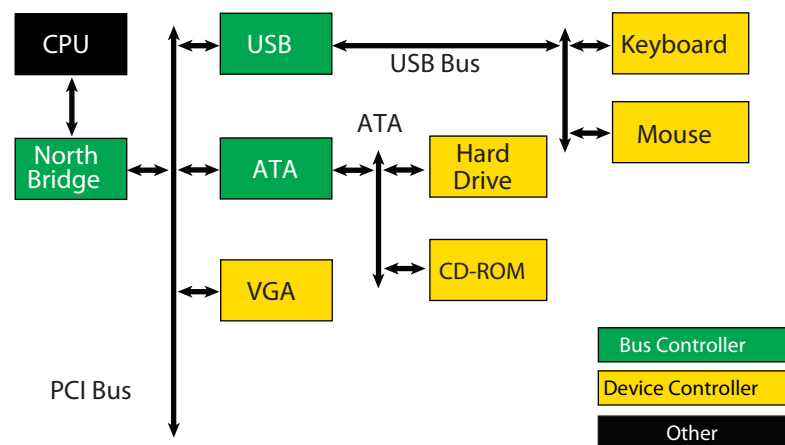 CPU
USB
Keyboard
USB Bus
ATA
Mouse
North
Bridge
ATA
Hard
Drive
VGA
CD-ROM
PCI Bus
Bus Controller
Device Controller
Other